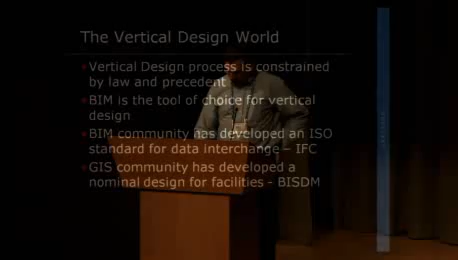 The Vertical Design World
Vertical Design process is constrained
by law and precedent
BIM is the tool of choice for vertical
design
BIM community has developed an ISO
standard for data interchange – IFC
GIS community has developed a
nominal design for facilities - BISDM